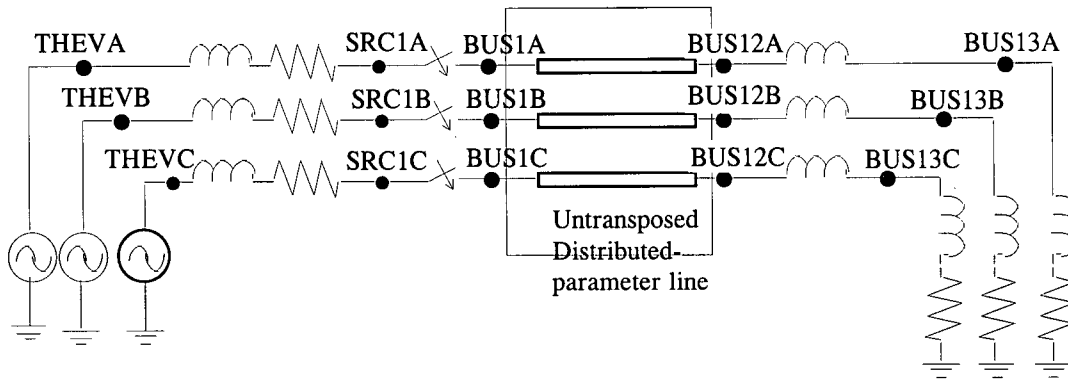 THEVA
SRC1A
BUS1A
BUS12A
BUS13A
THEVB
SRC1B
BUS1B
BUS12B
BUS13B
THEVC
SRC1C
BUS1C
BUS12C
BUS13C
Untransposed
Distributed-
parameter line